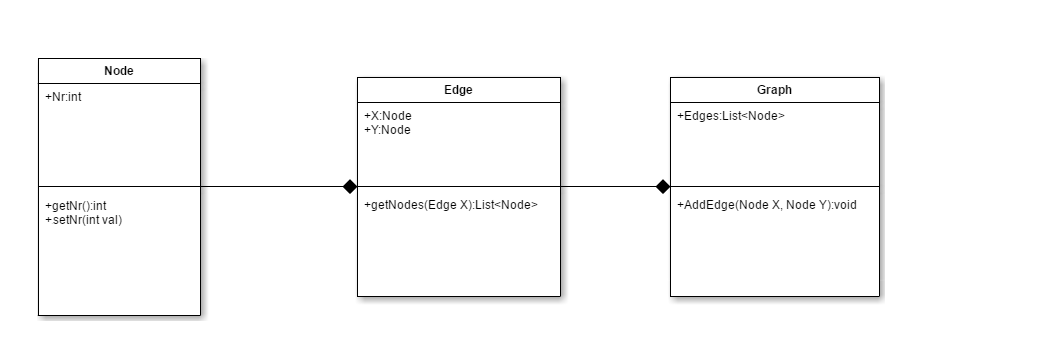 Node
+Nr:int
+getNr():int
+setNr(int val)
Edge
+X:Node
+Y:Node
+getNodes(Edge X):List<Node>
Graph
+Edges:List<Node>
+AddEdge(Node X, Node Y):void